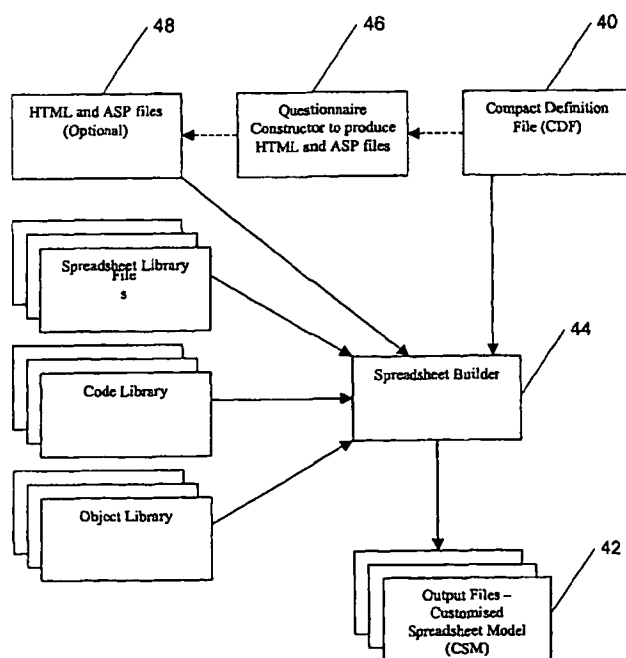 48
46
40
HTML and ASP files
(Optional)
Questionnaire
Constructor to produce
HTML and ASP files
Compact Definition
File (CDF)
Spreadsheet Library
File
s
44
Spreadsheet Builder
Code Library
Object Library
42
Output Files –
Customised
Spreadsheet Model
(CSM)